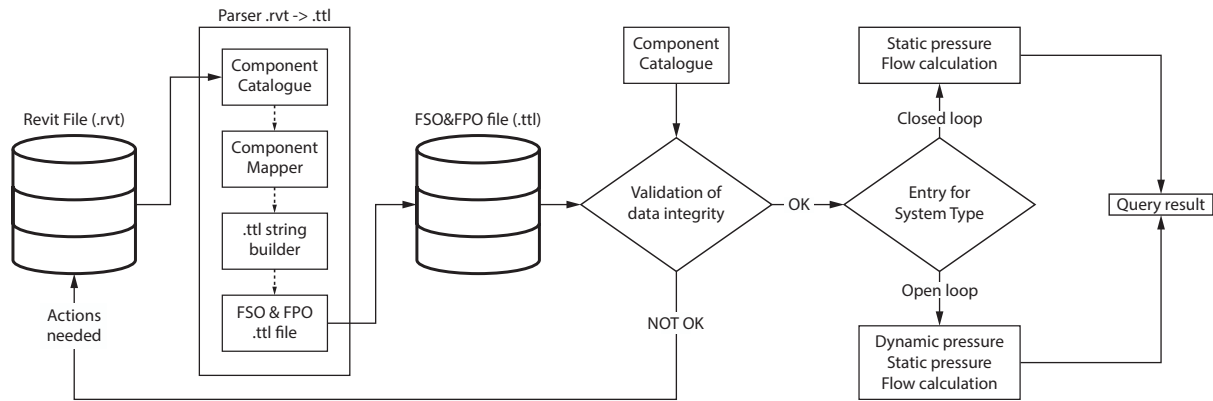 Parser .rvt -> .ttl
Component
Catalogue
Component
Mapper
.ttl string
builder
FSO & FPO
.ttl file
Revit File (.rvt)
Actions
needed
FSO&FPO file (.ttl)
Component
Catalogue
Validation of
data integrity
OK
NOT OK
Static pressure
Flow calculation
Closed loop
Entry for
System Type
Open loop
Dynamic pressure
Static pressure
Flow calculation
Query result